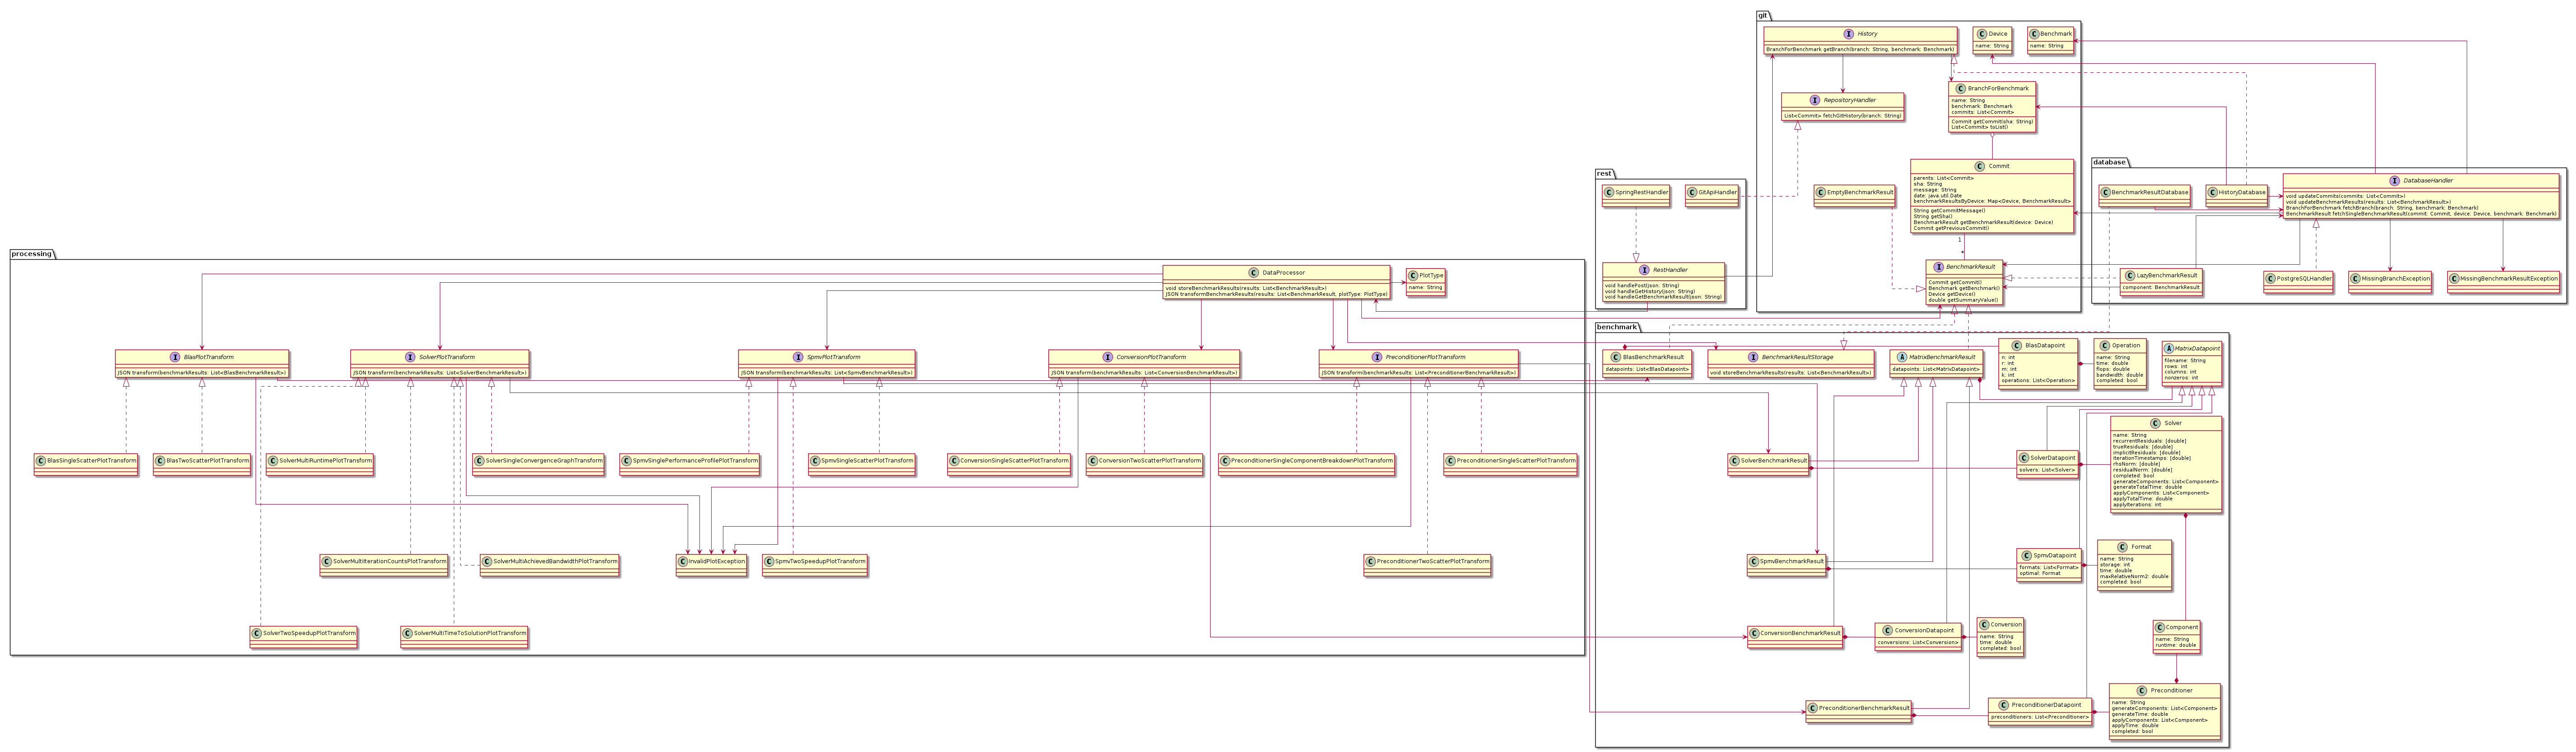 git
I History
BranchForBenchmark getBranch(branch: String, benchmark: Benchmark)
C Device
name: String
C Benchmark
name: String
I RepositoryHandler
List<Commit> fetchGitHistory(branch: String)
C BranchForBenchmark
name: String
benchmark: Benchmark
commits: List<Commit>
Commit getCommit(sha: String)
List<Commit> toList()
C Commit
parents: List<Commit>
sha: String
message: String
date: java.util.Date
benchmarkResultsByDevice: Map<Device, BenchmarkResult>
String getCommitMessage()
String getSha()
BenchmarkResult getBenchmarkResult(device: Device)
Commit getPreviousCommit()
C EmptyBenchmarkResult
1
*
I BenchmarkResult
Commit getCommit()
Benchmark getBenchmark()
Device getDevice()
double getSummaryValue()
database
C BenchmarkResultDatabase
C HistoryDatabase
I DatabaseHandler
void updateCommits(commits: List<Commit>)
void updateBenchmarkResults(results: List<BenchmarkResult>)
BranchForBenchmark fetchBranch(branch: String, benchmark: Benchmark)
BenchmarkResult fetchSingleBenchmarkResult(commit: Commit, device: Device, benchmark: Benchmark)
C LazyBenchmarkResult
component: BenchmarkResult
C PostgreSQLHandler
C MissingBranchException
C MissingBenchmarkResultException
rest
C SpringRestHandler
C GitApiHandler
I RestHandler
void handlePost(json: String)
void handleGetHistory(json: String)
void handleGetBenchmarkResult(json: String)
processing
C DataProcessor
void storeBenchmarkResults(results: List<BenchmarkResult>)
JSON transformBenchmarkResults(results: List<BenchmarkResult, plotType: PlotType)
C PlotType
name: String
I BlasPlotTransform
JSON transform(benchmarkResults: List<BlasBenchmarkResult>)
I SolverPlotTransform
JSON transform(benchmarkResults: List<SolverBenchmarkResult>)
I SpmvPlotTransform
JSON transform(benchmarkResults: List<SpmvBenchmarkResult>)
I ConversionPlotTransform
JSON transform(benchmarkResults: List<ConversionBenchmarkResult>)
I PreconditionerPlotTransform
JSON transform(benchmarkResults: List<PreconditionerBenchmarkResult>)
C BlasSingleScatterPlotTransform
C BlasTwoScatterPlotTransform
C SolverMultiRuntimePlotTransform
C SolverSingleConvergenceGraphTransform
C SpmvSinglePerformanceProfilePlotTransform
C SpmvSingleScatterPlotTransform
C ConversionSingleScatterPlotTransform
C ConversionTwoScatterPlotTransform
C PreconditionerSingleComponentBreakdownPlotTransform
C PreconditionerSingleScatterPlotTransform
C SolverMultiIterationCountsPlotTransform
C SolverMultiAchievedBandwidthPlotTransform
C InvalidPlotException
C SpmvTwoSpeedupPlotTransform
C PreconditionerTwoScatterPlotTransform
C SolverTwoSpeedupPlotTransform
C SolverMultiTimeToSolutionPlotTransform
benchmark
C BlasBenchmarkResult
datapoints: List<BlasDatapoint>
I BenchmarkResultStorage
void storeBenchmarkResults(results: List<BenchmarkResult>)
A MatrixBenchmarkResult
datapoints: List<MatrixDatapoint>
C BlasDatapoint
n: int
r: int
m: int
k: int
operations: List<Operation>
C Operation
name: String
time: double
flops: double
bandwidth: double
completed: bool
A MatrixDatapoint
filename: String
rows: int
columns: int
nonzeros: int
C Solver
name: String
recurrentResiduals: [double]
trueResiduals: [double]
implicitResiduals: [double]
iterationTimestamps: [double]
rhsNorm: [double]
residualNorm: [double]
completed: bool
generateComponents: List<Component>
generateTotalTime: double
applyComponents: List<Component>
applyTotalTime: double
applyIterations: int
C SolverBenchmarkResult
C SolverDatapoint
solvers: List<Solver>
C SpmvBenchmarkResult
C SpmvDatapoint
formats: List<Format>
optimal: Format
C Format
name: String
storage: int
time: double
maxRelativeNorm2: double
completed: bool
C ConversionBenchmarkResult
C ConversionDatapoint
conversions: List<Conversion>
C Conversion
name: String
time: double
completed: bool
C Component
name: String
runtime: double
C PreconditionerBenchmarkResult
C PreconditionerDatapoint
preconditioners: List<Preconditioner>
C Preconditioner
name: String
generateComponents: List<Component>
generateTime: double
applyComponents: List<Component>
applyTime: double
completed: bool